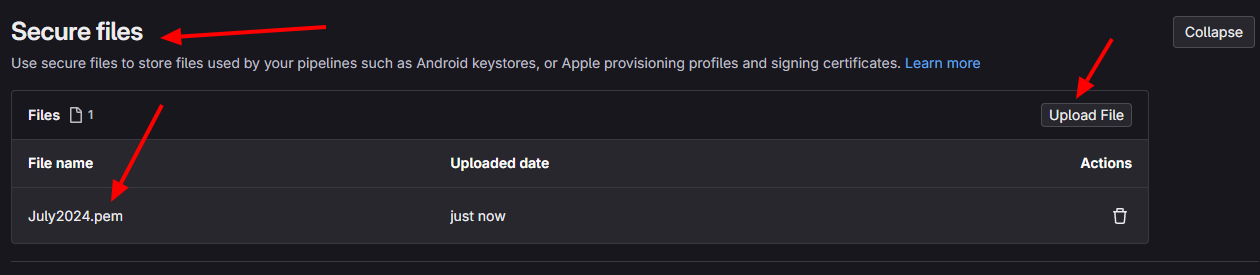 Secure files
Collapse
Use secure files to store files used by your pipelines such as Android keystores, or Apple provisioning profiles and signing certificates. Learn more
Files 1
Upload File
File name Uploaded date Actions
July2024.pem just now